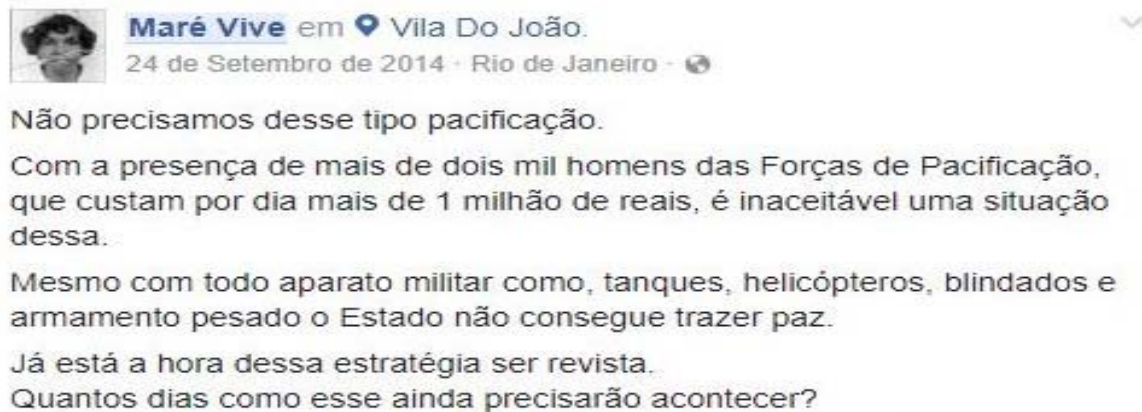 Maré Vive em Vila Do João.
24 de Setembro de 2014 · Rio de Janeiro ·
Não precisamos desse tipo pacificação.
Com a presença de mais de dois mil homens das Forças de Pacificação,
que custam por dia mais de 1 milhão de reais, é inaceitável uma situação
dessa.
Mesmo com todo aparato militar como, tanques, helicópteros, blindados e
armamento pesado o Estado não consegue trazer paz.
Já está a hora dessa estratégia ser revista.
Quantos dias como esse ainda precisarão acontecer?